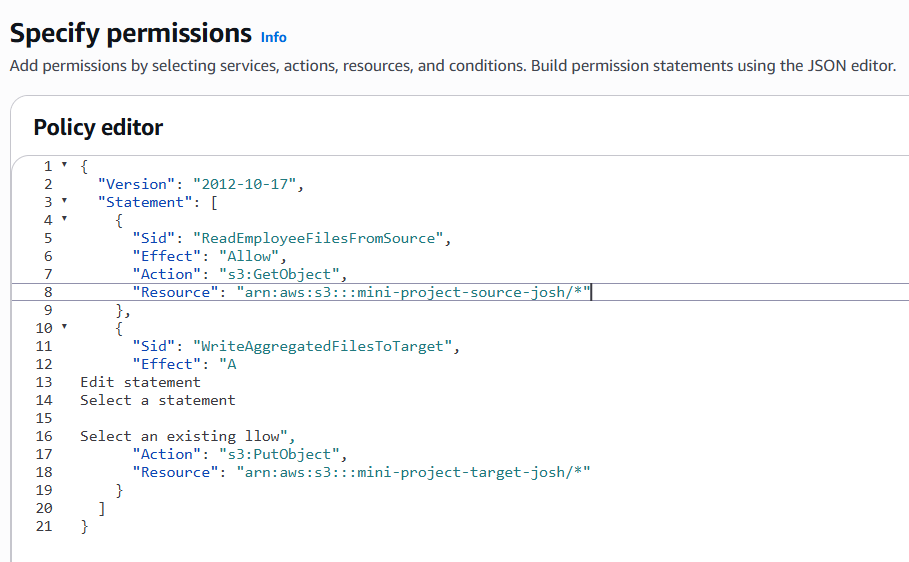 Specify permissions Info
Add permissions by selecting services, actions, resources, and conditions. Build permission statements using the JSON editor.
Policy editor
1 {
2 "Version": "2012-10-17",
3 "Statement": [
4 {
5 "Sid": "ReadEmployeeFilesFromSource",
6 "Effect": "Allow",
7 "Action": "s3:GetObject",
8 "Resource": "arn:aws:s3:::mini-project-source-josh/*"
9 },
10 {
11 "Sid": "WriteAggregatedFilesToTarget",
12 "Effect": "A
13 Edit statement
14 Select a statement
15
16 Select an existing llow",
17 "Action": "s3:PutObject",
18 "Resource": "arn:aws:s3:::mini-project-target-josh/*"
19 }
20 ]
21 }